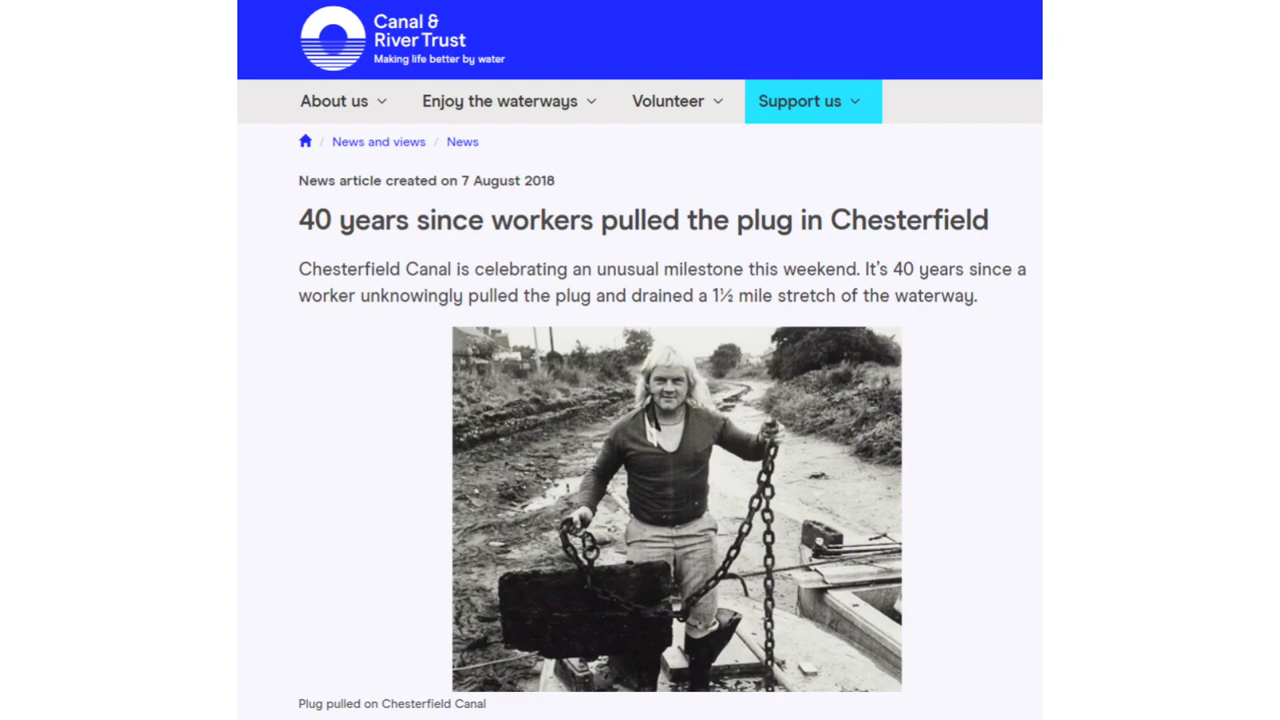 Canal &
River Trust
Making life better by water
About us
Enjoy the waterways
Volunteer
Support us
/ News and views / News
News article created on 7 August 2018
40 years since workers pulled the plug in Chesterfield
Chesterfield Canal is celebrating an unusual milestone this weekend. It’s 40 years since a
worker unknowingly pulled the plug and drained a 1½ mile stretch of the waterway.
Plug pulled on Chesterfield Canal